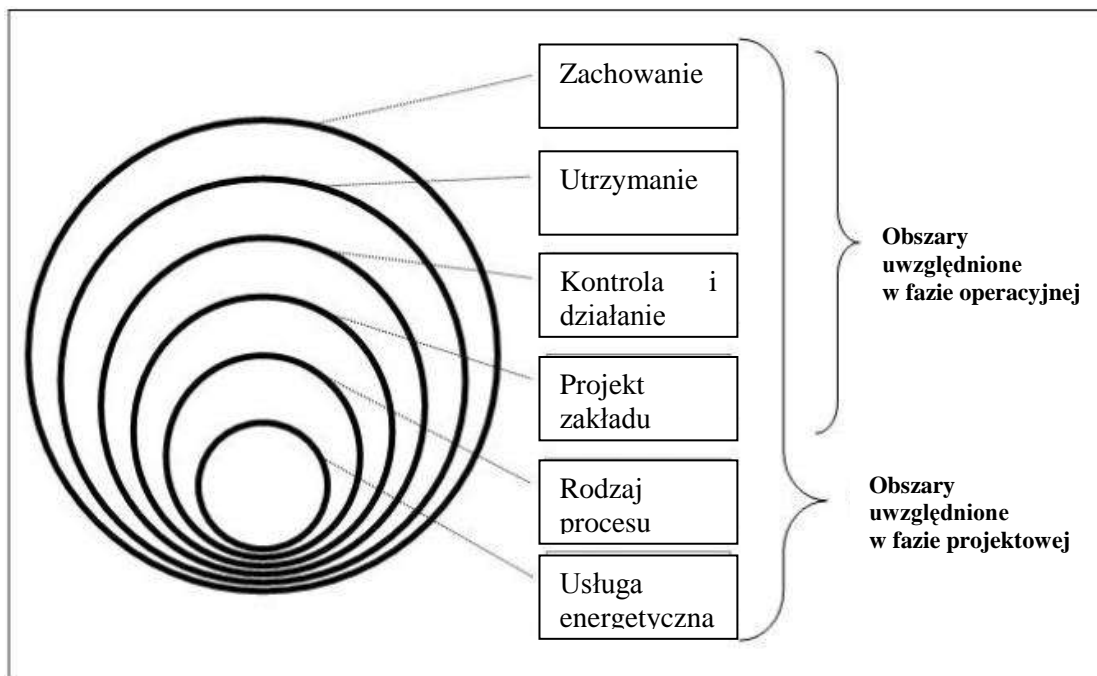 Zachowanie
Utrzymanie
Kontrola i
działanie
Projekt
zakładu
Rodzaj
procesu
Usługa
energetyczna
Obszary
uwzględnione
w fazie operacyjnej
Obszary
uwzględnione
w fazie projektowej